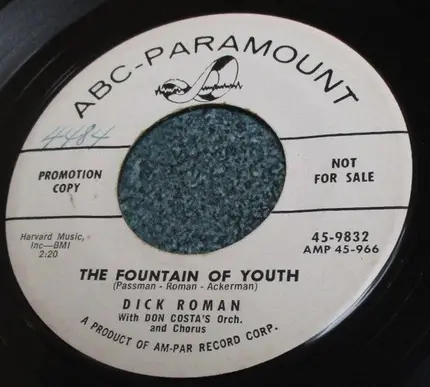 ABC-PARAMOUNT
4484
PROMOTION
COPY
NOT
FOR SALE
Harvard Music,
Inc—BMI
2:20
45-9832
AMP 45-966
THE FOUNTAIN OF YOUTH
(Passman - Roman - Ackerman)
DICK ROMAN
With DON COSTA'S Orch.
and Chorus
A PRODUCT OF AM-PAR RECORD CORP.